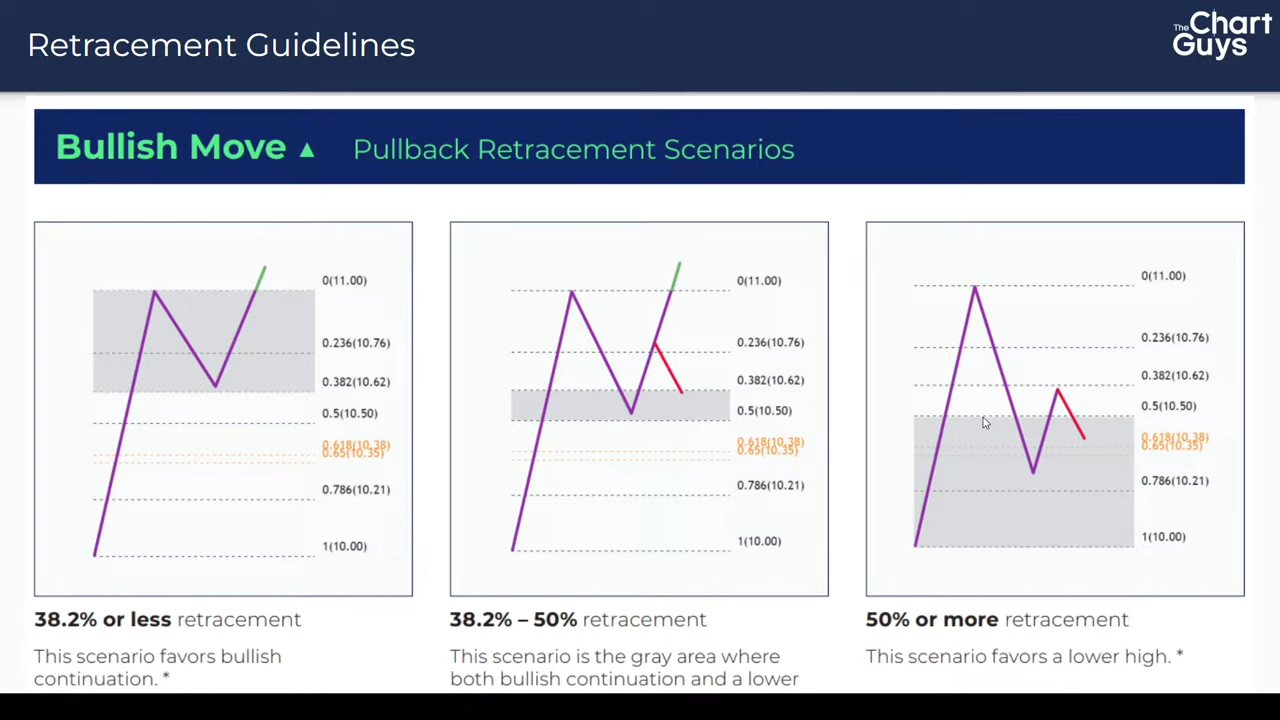 Retracement Guidelines
The Chart
Guys
Bullish Move ▲ Pullback Retracement Scenarios
0(11.00)
0.236(10.76)
0.382(10.62)
0.5(10.50)
0.618(10.38)
0.65(10.35)
0.786(10.21)
1(10.00)
38.2% or less retracement
This scenario favors bullish
continuation. *
0(11.00)
0.236(10.76)
0.382(10.62)
0.5(10.50)
0.618(10.38)
0.65(10.35)
0.786(10.21)
1(10.00)
38.2% – 50% retracement
This scenario is the gray area where
both bullish continuation and a lower
0(11.00)
0.236(10.76)
0.382(10.62)
0.5(10.50)
0.618(10.38)
0.65(10.35)
0.786(10.21)
1(10.00)
50% or more retracement
This scenario favors a lower high. *